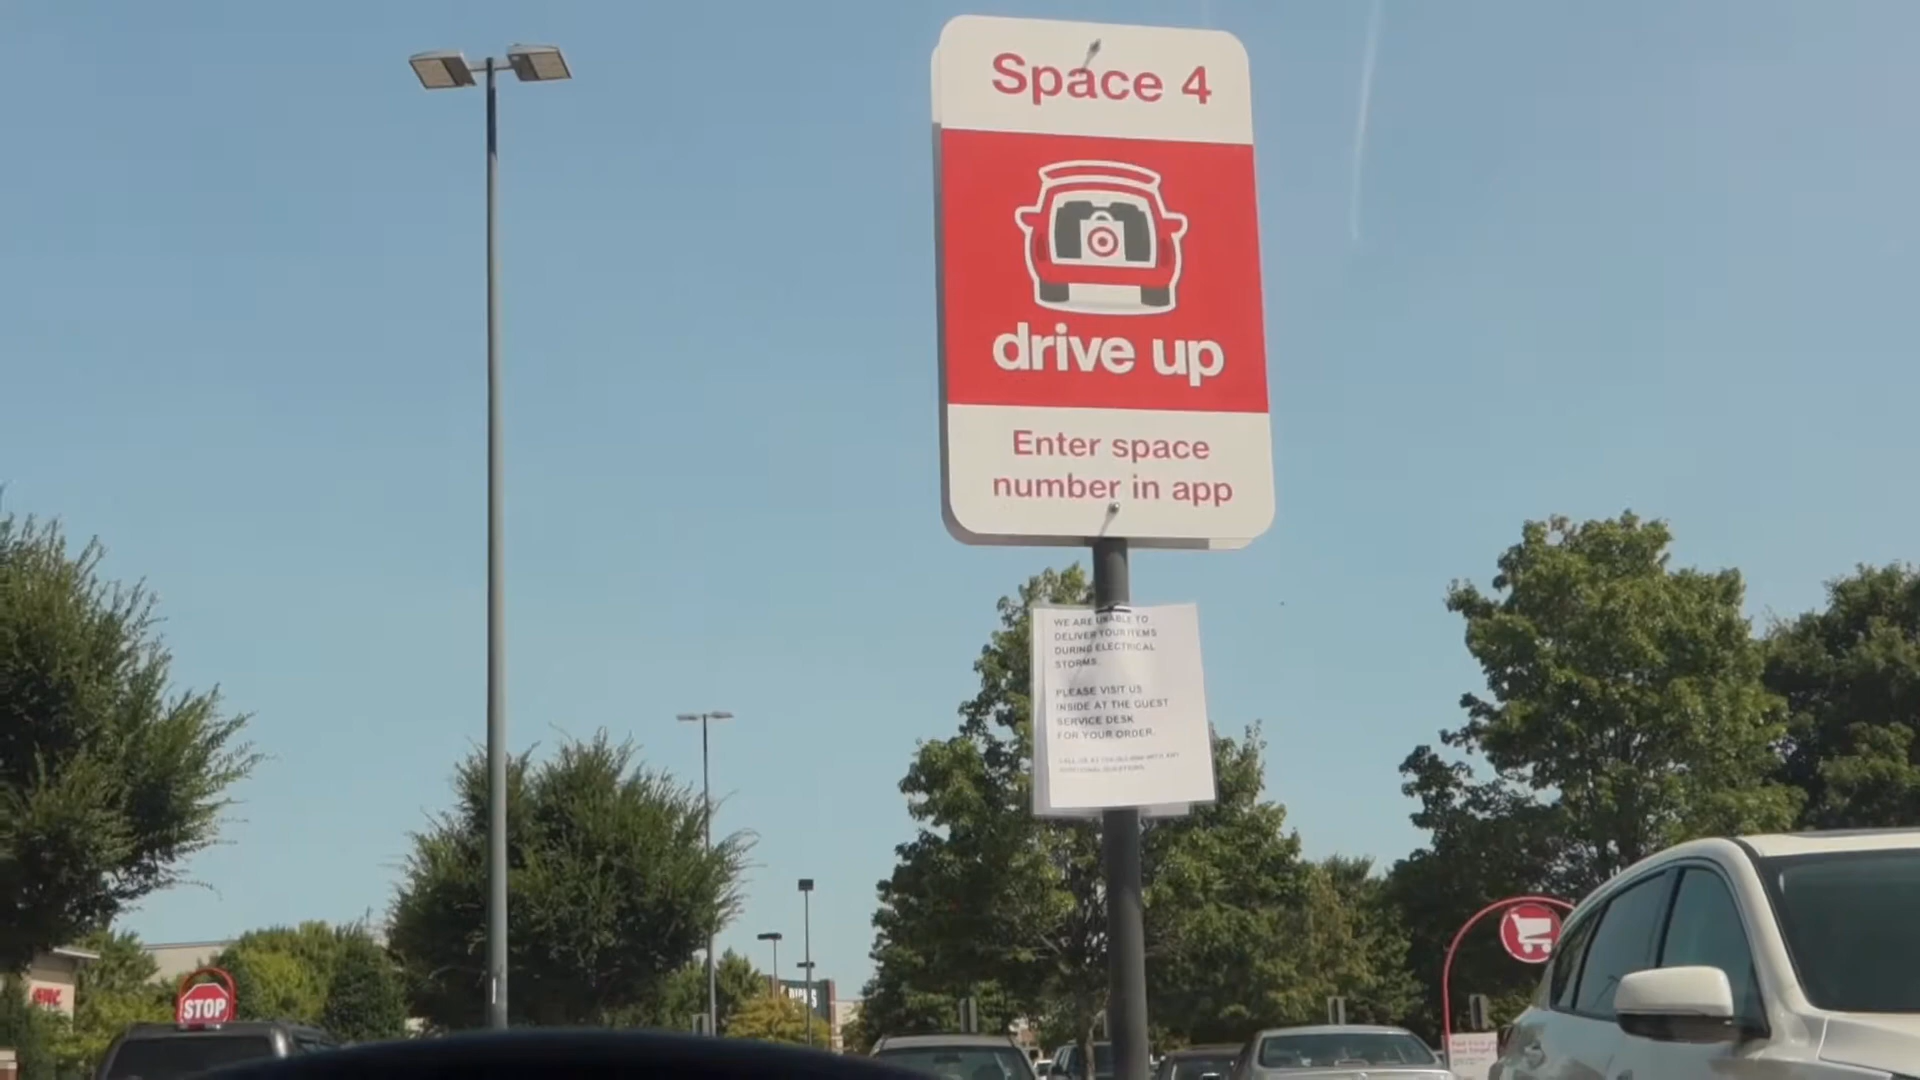 Space 4
drive up
Enter space
number in app
WE ARE UNABLE TO
DELIVER YOUR ITEMS
DURING ELECTRICAL
STORMS.
PLEASE VISIT US
INSIDE AT THE GUEST
SERVICE DESK
FOR YOUR ORDER.
STOP